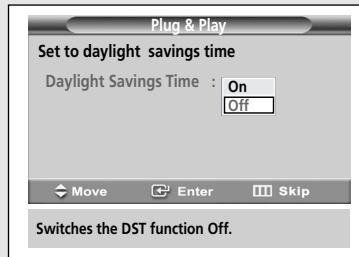 Plug & Play
Set to daylight savings time
Daylight Savings Time : On
Off
Move Enter Skip
Switches the DST function Off.